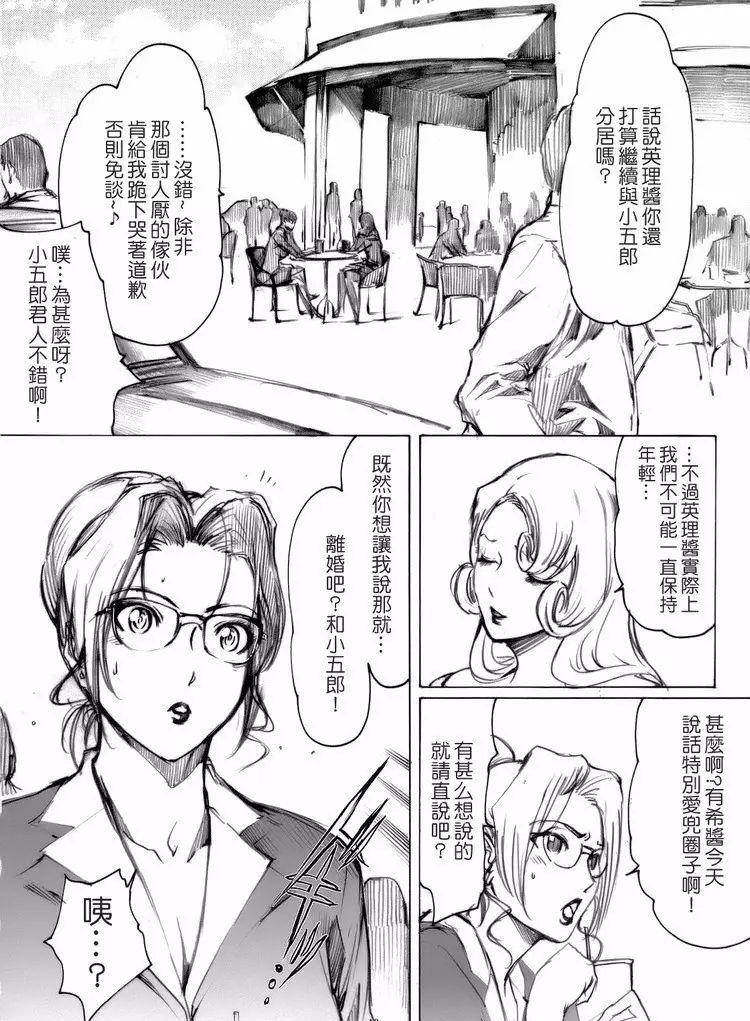 話說英理醬你還
打算繼續與小五郎
分居嗎？
……沒錯~除非
那個討人厭的傢伙
肯給我跪下哭著道歉
否則免談~♪
噗…為甚麼呀？
小五郎君人不錯啊！
…不過英理醬實際上
我們不可能一直保持
年輕…
甚麼啊？有希醬今天
說話特別愛兜圈子啊！
有甚么想說的
就請直說吧？
既然你想讓我說那就…
離婚吧？和小五郎！
咦…？